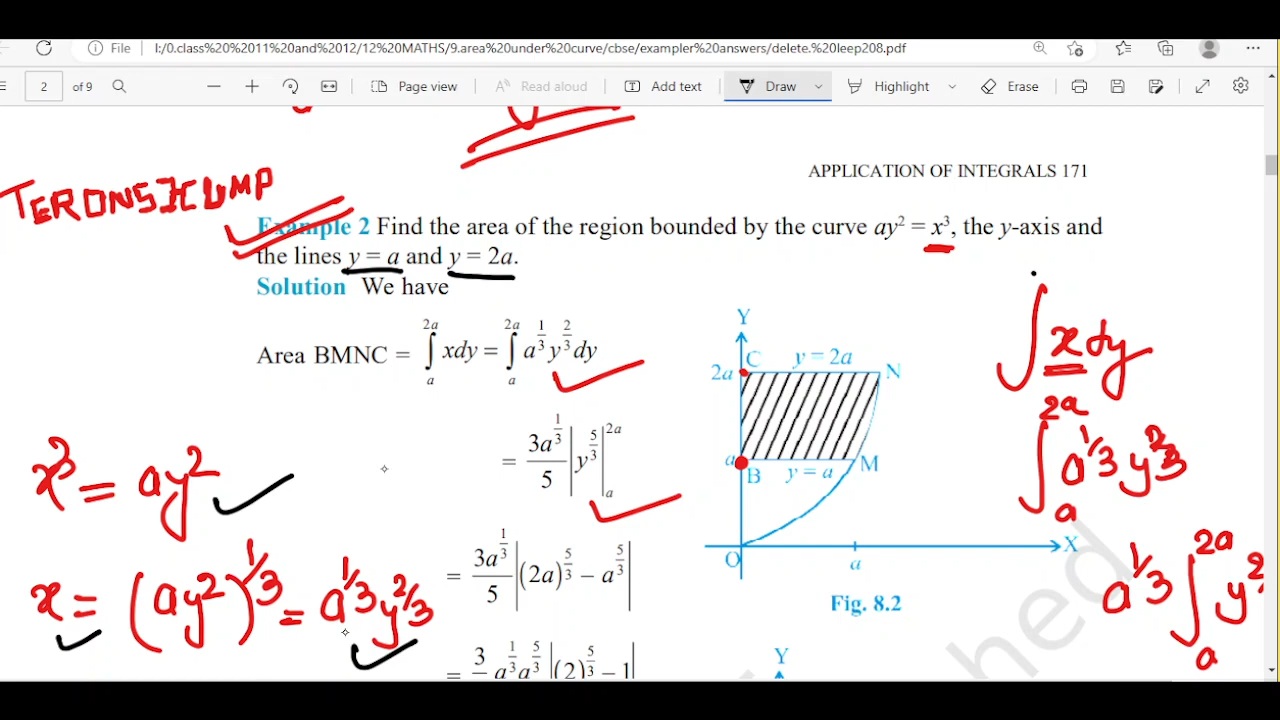 File I:/0.class%20%2011%20and%2012/12%20MATHS/9.area%20under%20curve/cbse/exampler%20answers/delete.%20leep208.pdf
2 of 9 Page view Read aloud Add text Draw Highlight Erase
APPLICATION OF INTEGRALS 171
Example 2 Find the area of the region bounded by the curve ay² = x³, the y-axis and
the lines y = a and y = 2a.
Solution We have
Area BMNC = ∫ₐ²ᵃ xdy = ∫ₐ²ᵃ a^(1/3) y^(2/3) dy
= 3a^(1/3)/5 |y^(5/3)|ₐ²ᵃ
= 3a^(1/3)/5 |(2a)^(5/3) − a^(5/3)|
= 3 a^(1/3) a^(5/3) |(2)^(5/3) − 1|
x³ = ay²
x = (ay²)^(1/3) = a^(1/3) y^(2/3)
Y
2a C y = 2a N
a B y = a M
O a X
Fig. 8.2
Y
∫ x dy
∫ₐ²ᵃ a^(1/3) y^(2/3)
a^(1/3) ∫ₐ²ᵃ y²